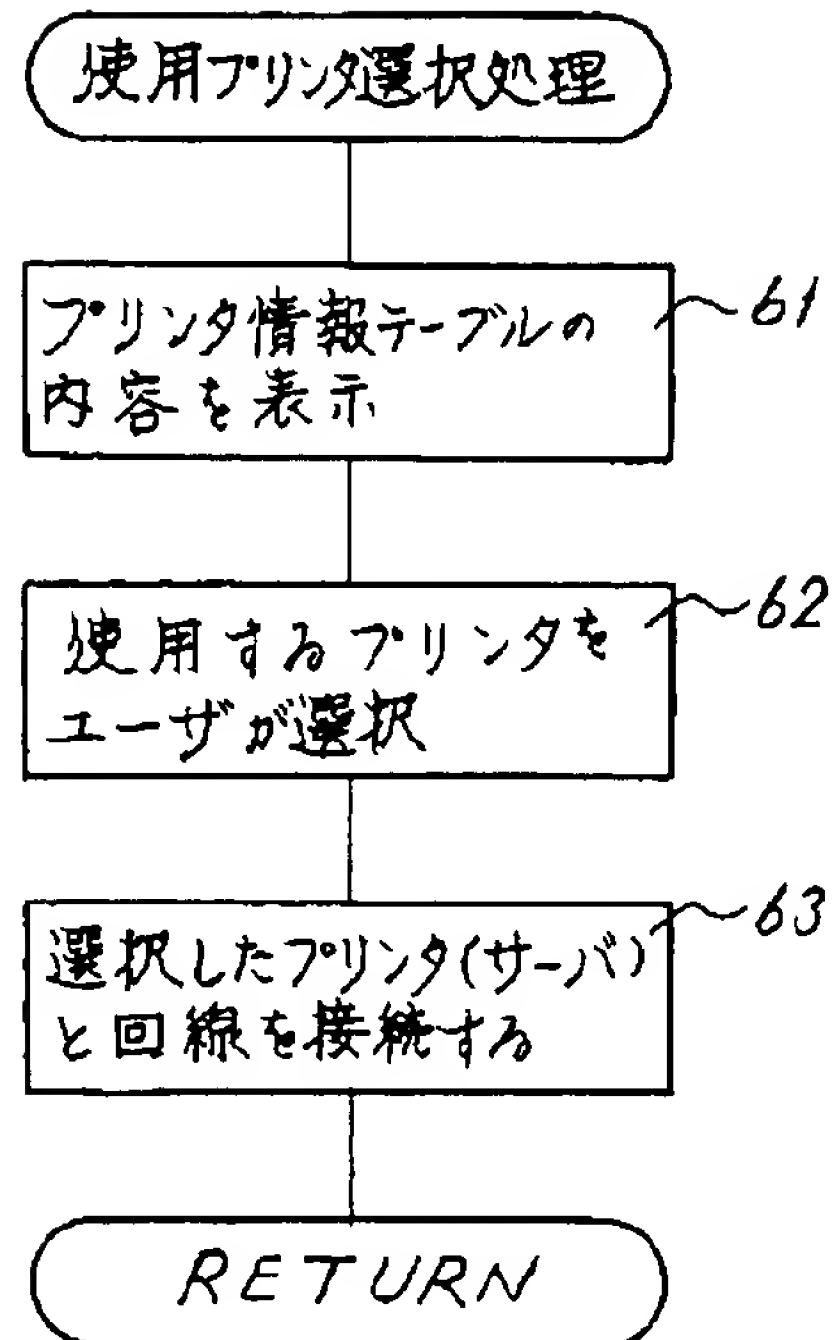 使用プリンタ選択処理
プリンタ情報テーブルの
内容を表示
61
使用するプリンタを
ユーザが選択
62
選択したプリンタ(サーバ)
と回線を接続する
63
RETURN